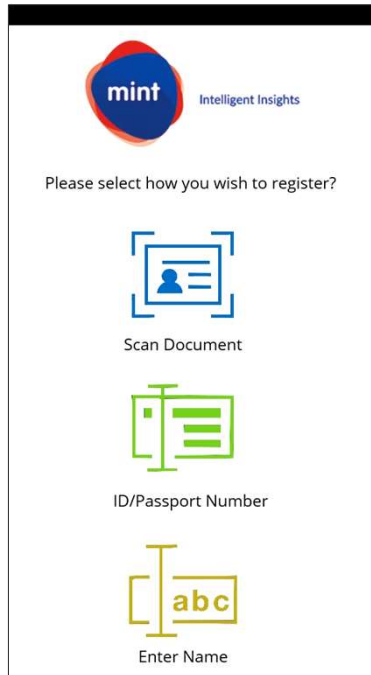 mint
Intelligent Insights
Please select how you wish to register?
Scan Document
ID/Passport Number
abc
Enter Name